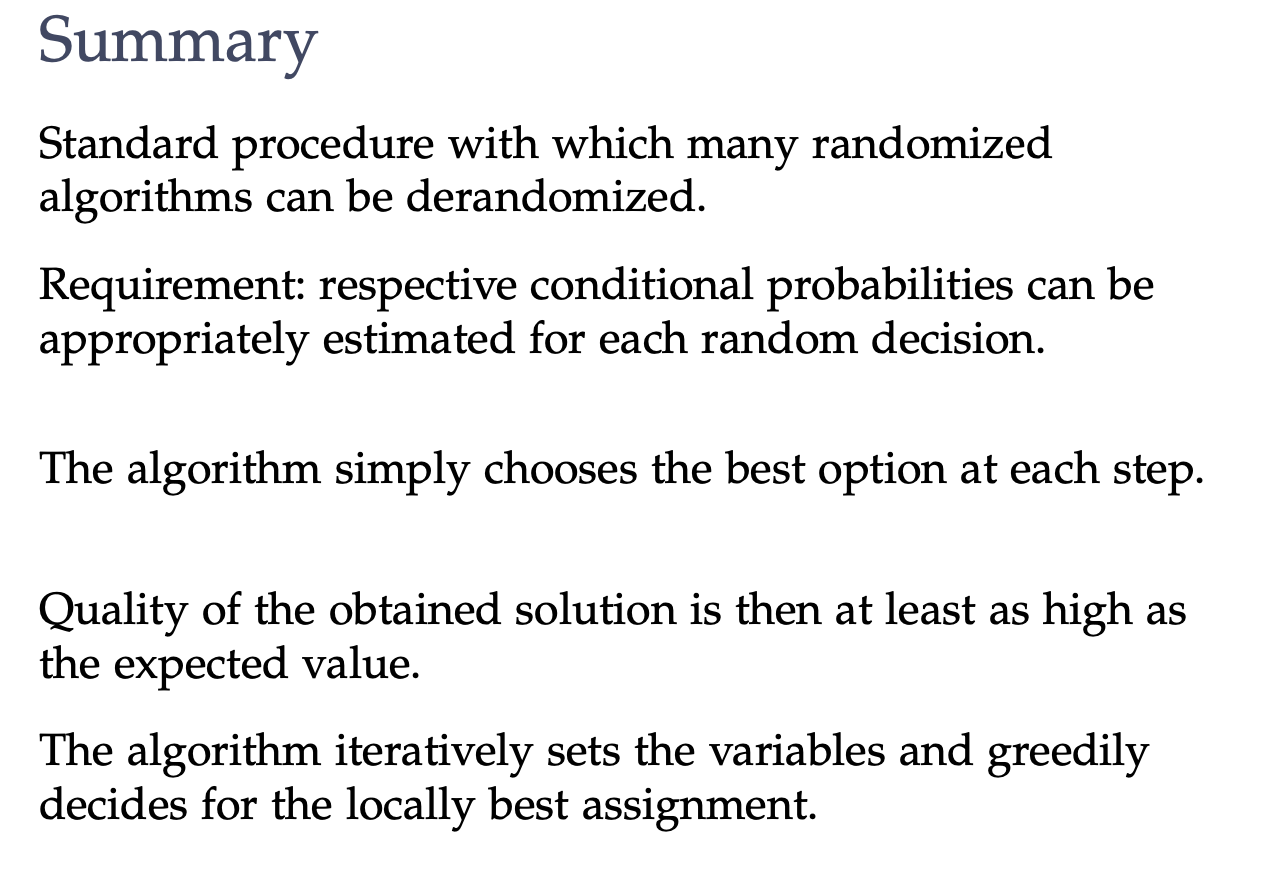 Summary
Standard procedure with which many randomized
algorithms can be derandomized.
Requirement: respective conditional probabilities can be
appropriately estimated for each random decision.
The algorithm simply chooses the best option at each step.
Quality of the obtained solution is then at least as high as
the expected value.
The algorithm iteratively sets the variables and greedily
decides for the locally best assignment.